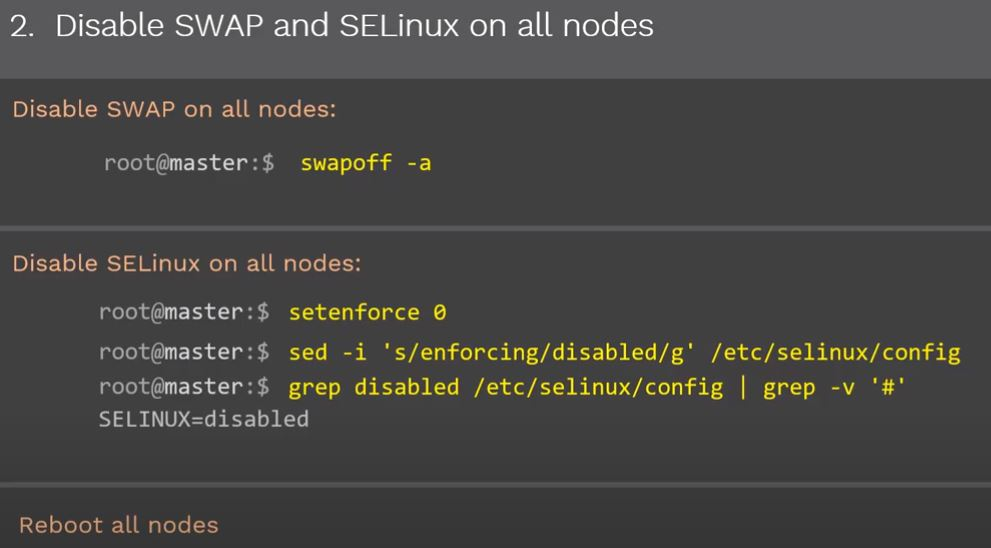 2. Disable SWAP and SELinux on all nodes
Disable SWAP on all nodes:
root@master:$ swapoff -a
Disable SELinux on all nodes:
root@master:$ setenforce 0
root@master:$ sed -i 's/enforcing/disabled/g' /etc/selinux/config
root@master:$ grep disabled /etc/selinux/config | grep -v '#'
SELINUX=disabled
Reboot all nodes